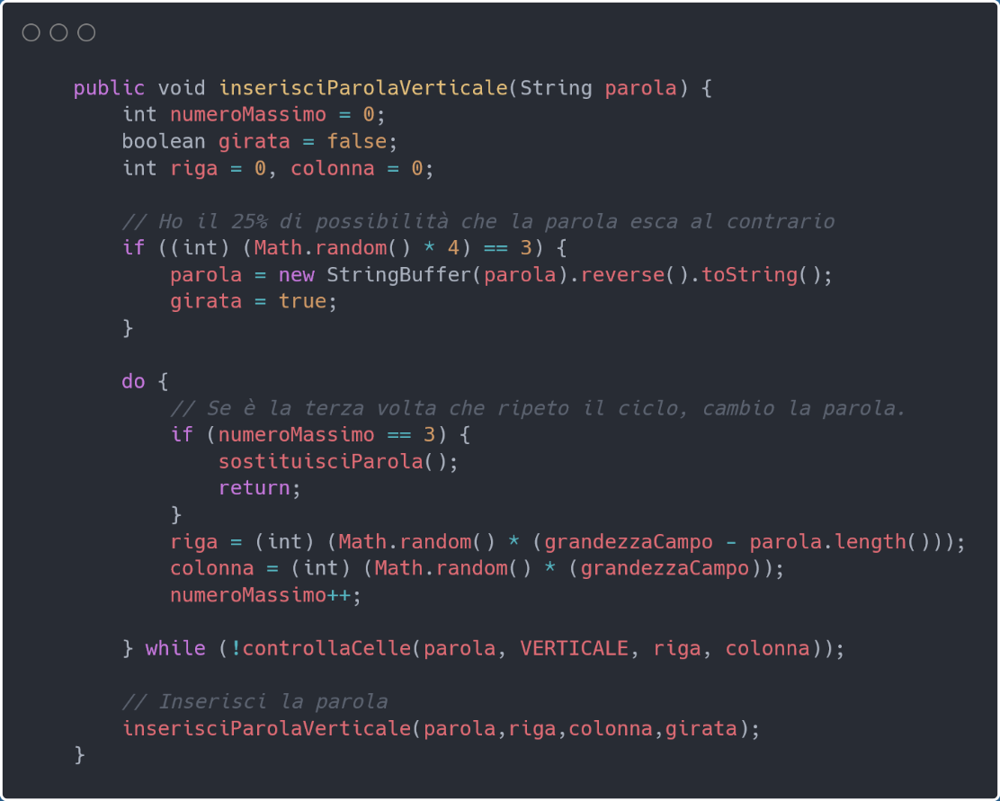 public void inserisciParolaVerticale(String parola) {
    int numeroMassimo = 0;
    boolean girata = false;
    int riga = 0, colonna = 0;

    // Ho il 25% di possibilità che la parola esca al contrario
    if ((int) (Math.random() * 4) == 3) {
        parola = new StringBuffer(parola).reverse().toString();
        girata = true;
    }

    do {
        // Se è la terza volta che ripeto il ciclo, cambio la parola.
        if (numeroMassimo == 3) {
            sostituisciParola();
            return;
        }
        riga = (int) (Math.random() * (grandezzaCampo - parola.length()));
        colonna = (int) (Math.random() * (grandezzaCampo));
        numeroMassimo++;

    } while (!controllaCelle(parola, VERTICALE, riga, colonna));

    // Inserisci la parola
    inserisciParolaVerticale(parola,riga,colonna,girata);
}